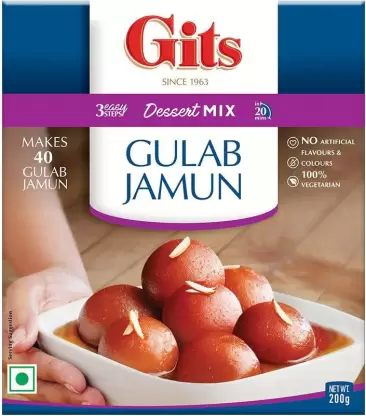 Gits
SINCE 1963
3 easy STEPS!
Dessert MIX
in 20 mins
MAKES
40
GULAB
JAMUN
GULAB
JAMUN
NO ARTIFICIAL
FLAVOURS &
COLOURS
100%
VEGETARIAN
Serving Suggestion
NET WE.
200g